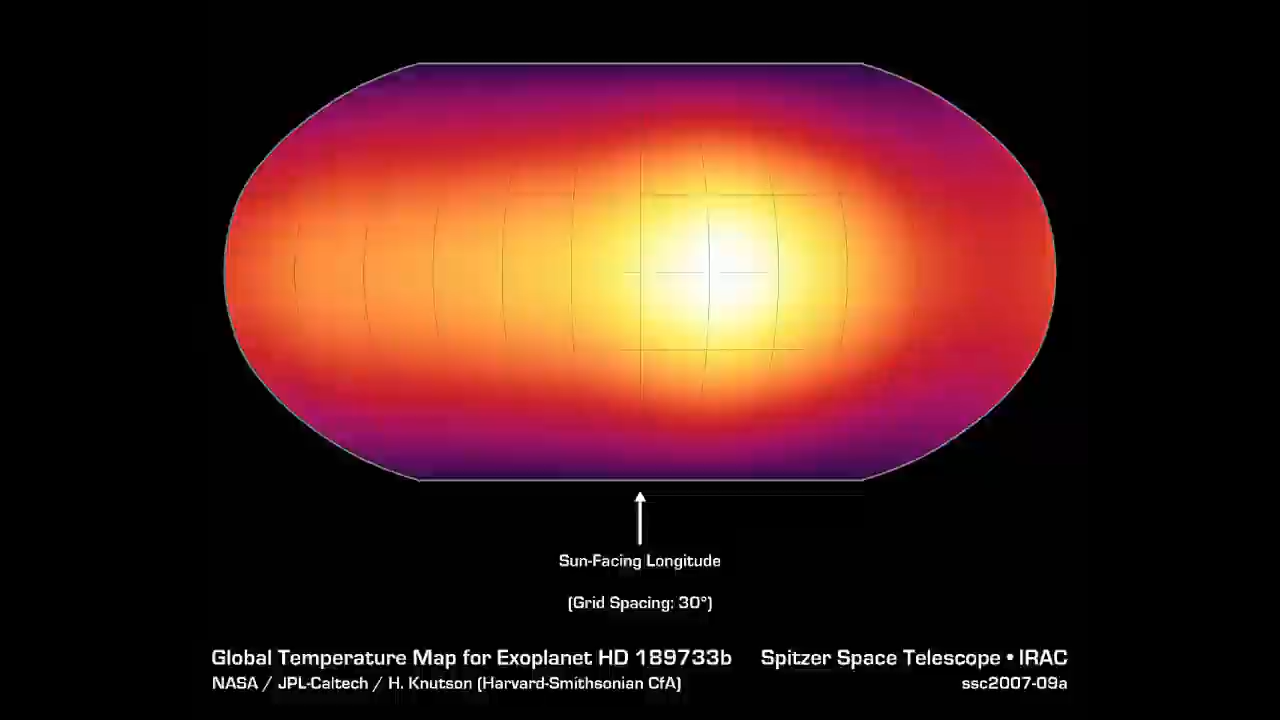 Sun-Facing Longitude
(Grid Spacing: 30°)
Global Temperature Map for Exoplanet HD 189733b
Spitzer Space Telescope • IRAC
NASA / JPL-Caltech / H. Knutson (Harvard-Smithsonian CfA)
ssc2007-09a